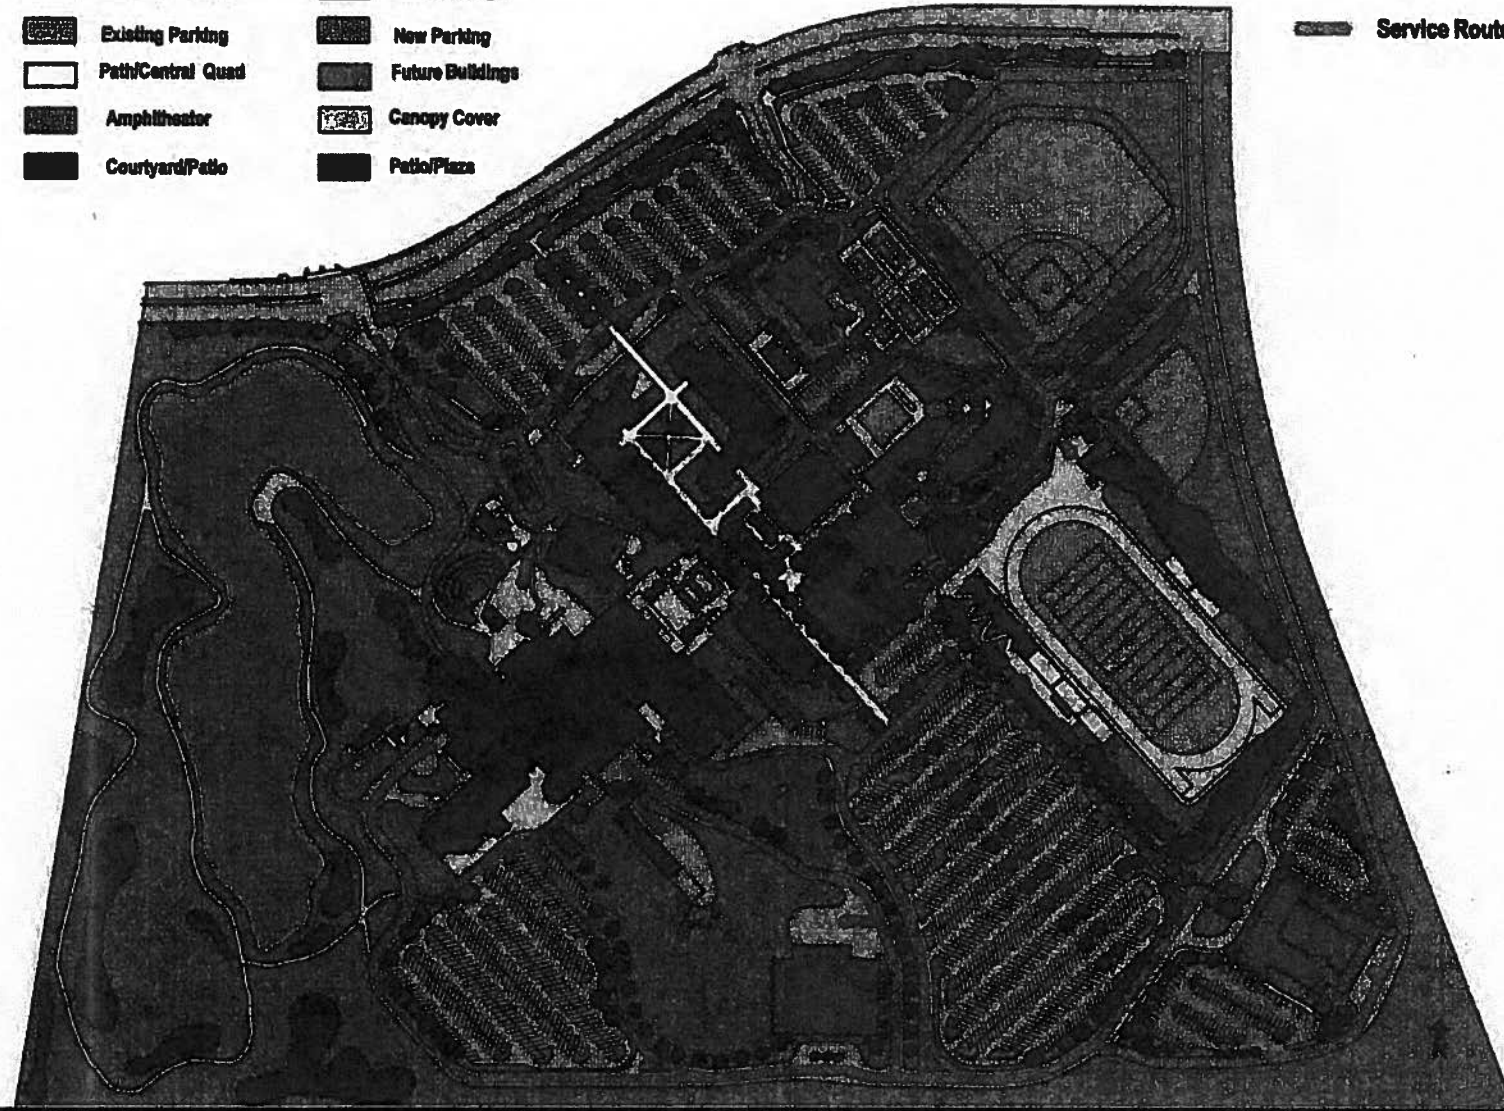 Existing Parking
New Parking
Service Rout
Path/Central Quad
Future Buildings
Amphitheater
Canopy Cover
Courtyard/Patio
Patio/Plaza